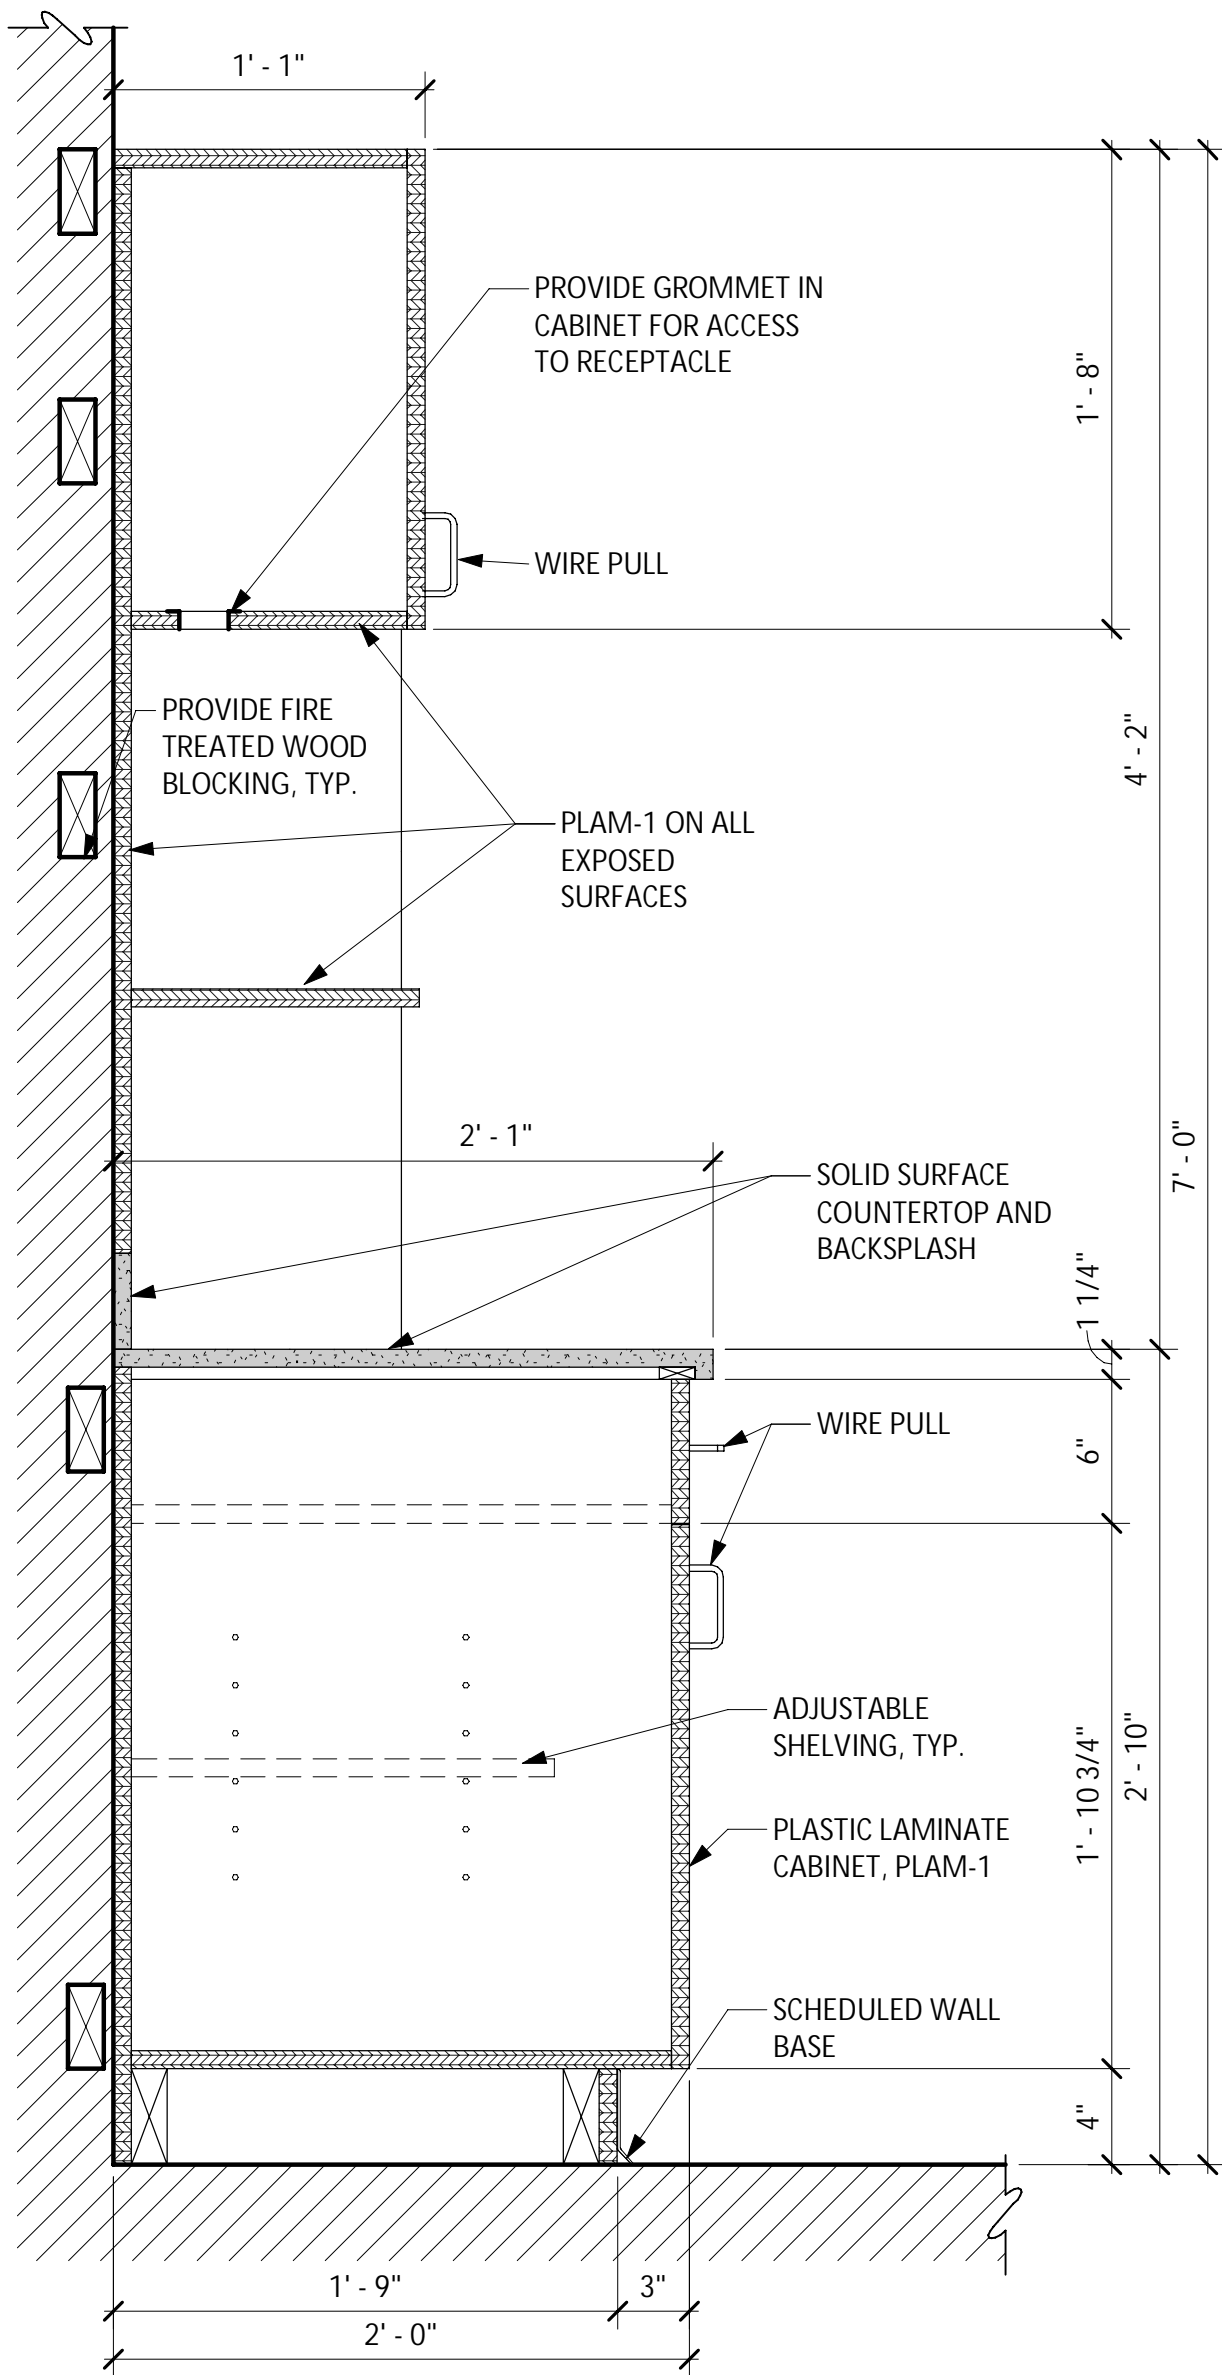 1' - 1"
PROVIDE GROMMET IN
CABINET FOR ACCESS
TO RECEPTACLE
1' - 8"
WIRE PULL
PROVIDE FIRE
TREATED WOOD
BLOCKING, TYP.
4' - 2"
PLAM-1 ON ALL
EXPOSED
SURFACES
2' - 1"
7' - 0"
SOLID SURFACE
COUNTERTOP AND
BACKSPLASH
1 1/4"
WIRE PULL
6"
ADJUSTABLE
SHELVING, TYP.
1' - 10 3/4"
2' - 10"
PLASTIC LAMINATE
CABINET, PLAM-1
SCHEDULED WALL
BASE
4"
1' - 9"
3"
2' - 0"